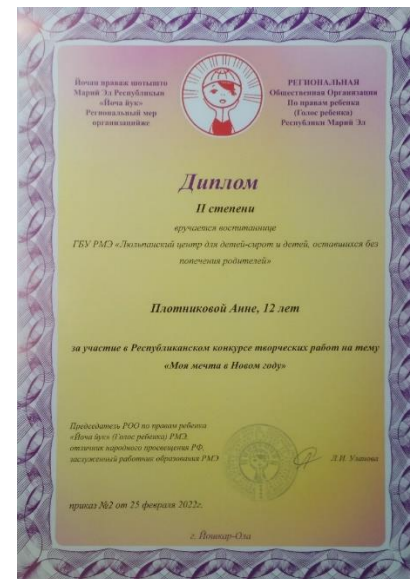 Йочан правaж шотышто
Марий Эл Республикын
«Йоча йук»
Региональный мер
организацийже
РЕГИОНАЛЬНАЯ
Общественная Организация
По правам ребенка
(Голос ребенка)
Республики Марий Эл
Диплом
II степени
вручается воспитаннице
ГБУ РМЭ «Люльпанский центр для детей-сирот и детей, оставшихся без
попечения родителей»
Плотниковой Анне, 12 лет
за участие в Республиканском конкурсе творческих работ на тему
«Моя мечта в Новом году»
Председатель РОО по правам ребенка
«Йоча йук» (Голос ребенка) РМЭ,
отличник народного просвещения РФ,
заслуженный работник образования РМЭ
Л.И.
приказ №2 от 25 февраля 2022г.
г. Йошкар-Ола